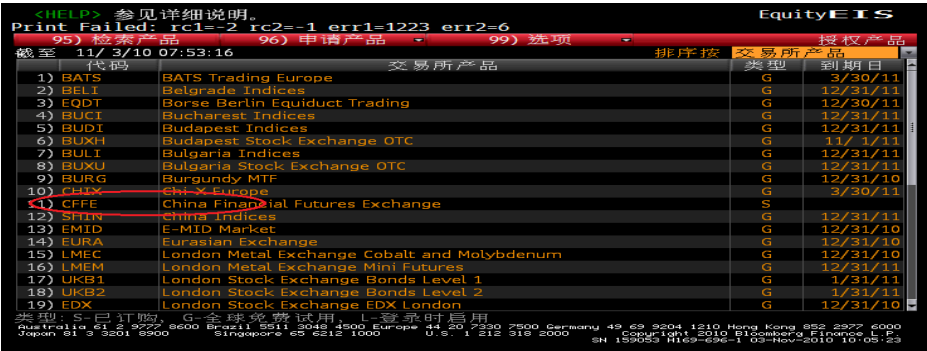 <HELP> 参见详细说明。 Equity EIS
Print Failed: rc1=-2 rc2=-1 err1=1223 err2=6
95) 检索产品 96) 申请产品 99) 选项 授权产品
截至 11/ 3/10 07:53:16 排序按 交易所产品
代码 交易所产品 类型 到期日
1) BATS BATS Trading Europe G 3/30/11
2) BELI Belgrade Indices G 12/31/11
3) EQDT Borse Berlin Equiduct Trading G 12/30/11
4) BUCI Bucharest Indices G 12/31/11
5) BUDI Budapest Indices G 12/31/11
6) BUXH Budapest Stock Exchange OTC G 11/ 1/11
7) BULI Bulgaria Indices G 12/31/11
8) BUXU Bulgaria Stock Exchange OTC G 12/31/11
9) BURG Burgundy MTF G 12/31/10
10) CHIX Chi-X Europe G 3/30/11
11) CFFE China Financial Futures Exchange S
12) SHIN China Indices G 12/31/11
13) EMID E-MID Market G 12/31/10
14) EURA Eurasian Exchange G 12/31/10
15) LMEC London Metal Exchange Cobalt and Molybdenum G 12/31/10
16) LMEM London Metal Exchange Mini Futures G 12/31/11
17) UKB1 London Stock Exchange Bonds Level 1 G 1/31/11
18) UKB2 London Stock Exchange Bonds Level 2 G 1/31/11
19) EDX London Stock Exchange EDX London G 12/31/10
类型: S-已订购, G-全球免费试用, L-登录时启用
Australia 61 2 9777 8600 Brazil 5511 3048 4500 Europe 44 20 7330 7500 Germany 49 69 9204 1210 Hong Kong 852 2977 6000
Japan 81 3 3201 8900 Singapore 65 6212 1000 U.S. 1 212 318 2000 Copyright 2010 Bloomberg Finance L.P.
SN 159053 H169-696-1 03-Nov-2010 10:05:23